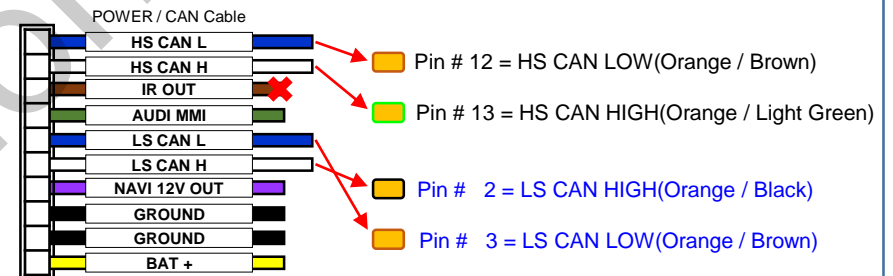 POWER / CAN Cable
HS CAN L
HS CAN H
IR OUT
AUDI MMI
LS CAN L
LS CAN H
NAVI 12V OUT
GROUND
GROUND
BAT +
Pin # 12 = HS CAN LOW(Orange / Brown)
Pin # 13 = HS CAN HIGH(Orange / Light Green)
Pin # 2 = LS CAN HIGH(Orange / Black)
Pin # 3 = LS CAN LOW(Orange / Brown)